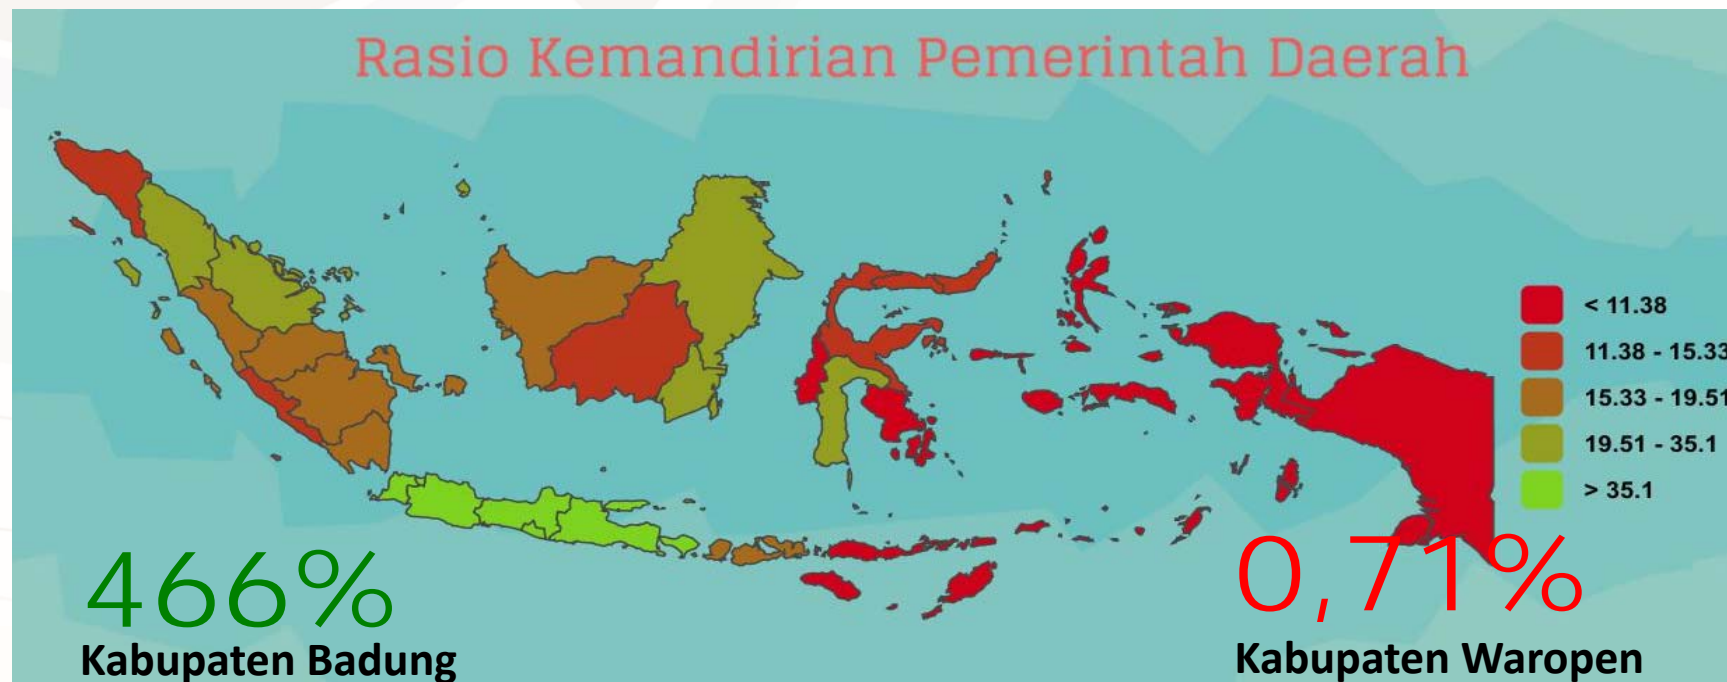 Rasio Kemandirian Pemerintah Daerah
< 11.38
11.38 - 15.33
15.33 - 19.51
19.51 - 35.1
> 35.1
466%
Kabupaten Badung
0,71%
Kabupaten Waropen